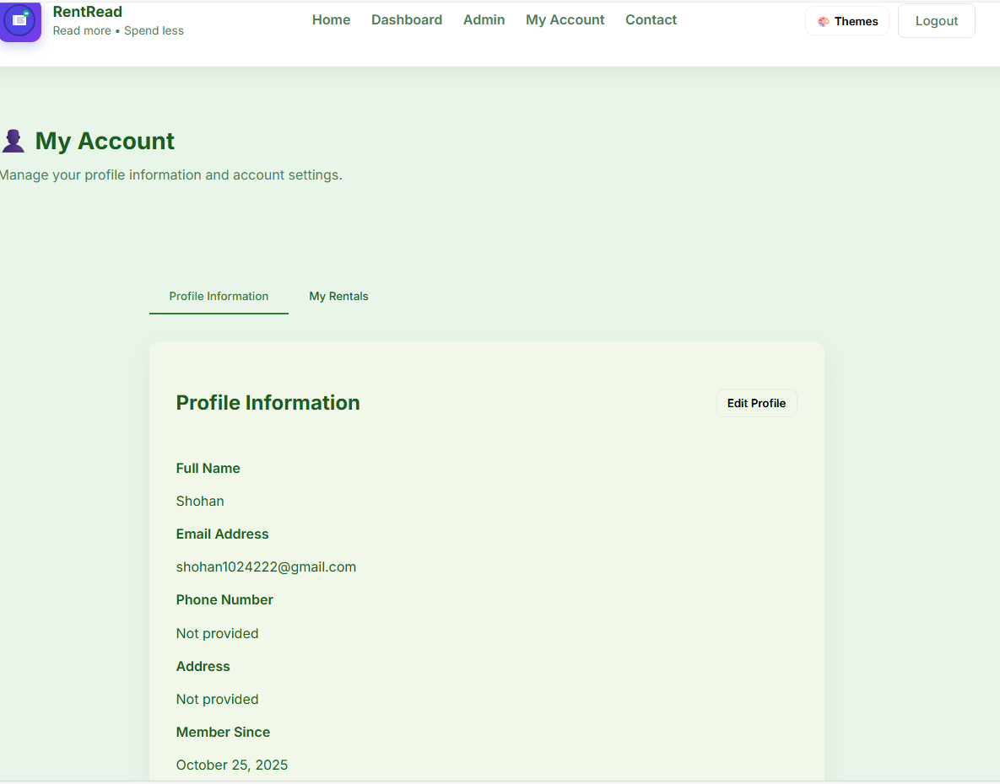 RentRead
Read more • Spend less
Home Dashboard Admin My Account Contact
Themes
Logout
My Account
Manage your profile information and account settings.
Profile Information My Rentals
Profile Information
Edit Profile
Full Name
Shohan
Email Address
shohan1024222@gmail.com
Phone Number
Not provided
Address
Not provided
Member Since
October 25, 2025